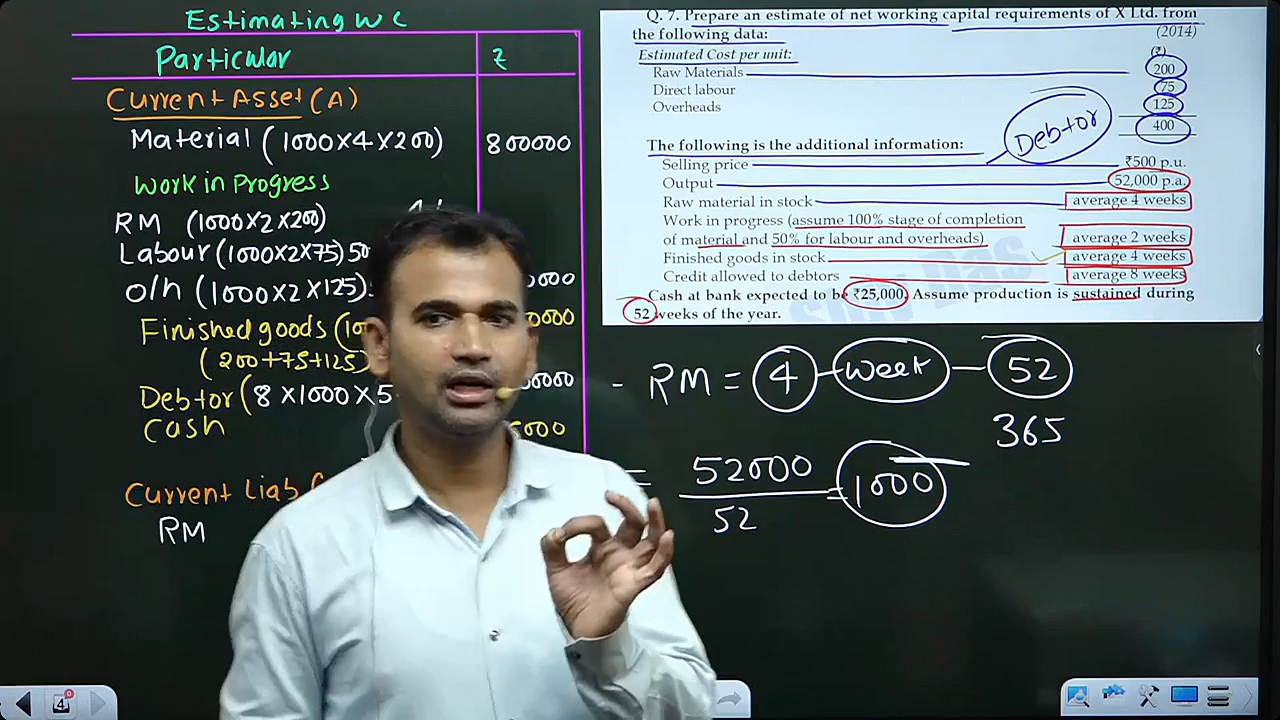 Estimating WC
Particular ₹
Current Asset (A)
Material (1000×4×200) 800000
Work in Progress
RM (1000×2×200)
Labour (1000×2×75) 50%
O/H (1000×2×125)
Finished goods
(200+75+125)
Debtor (8×1000×5
Cash
Current Liab
RM
Q. 7. Prepare an estimate of net working capital requirements of X Ltd. from
the following data: (2014)
Estimated Cost per unit: (₹)
Raw Materials 200
Direct labour 75
Overheads 125
400
Debtor
The following is the additional information:
Selling price ₹500 p.u.
Output 52,000 p.a.
Raw material in stock average 4 weeks
Work in progress (assume 100% stage of completion
of material and 50% for labour and overheads) average 2 weeks
Finished goods in stock average 4 weeks
Credit allowed to debtors average 8 weeks
Cash at bank expected to be ₹25,000. Assume production is sustained during
52 weeks of the year.
- RM = 4 - week - 52
365
= 52000
52
= 1000
4